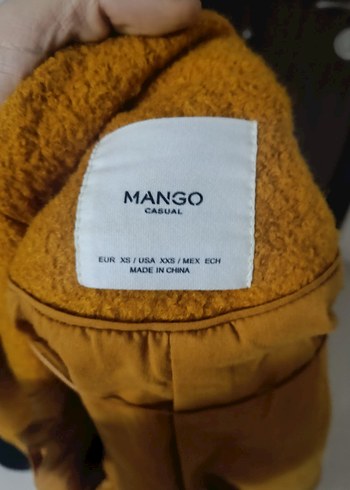 MANGO
CASUAL
EUR XS / USA XXS / MEX ECH
MADE IN CHINA